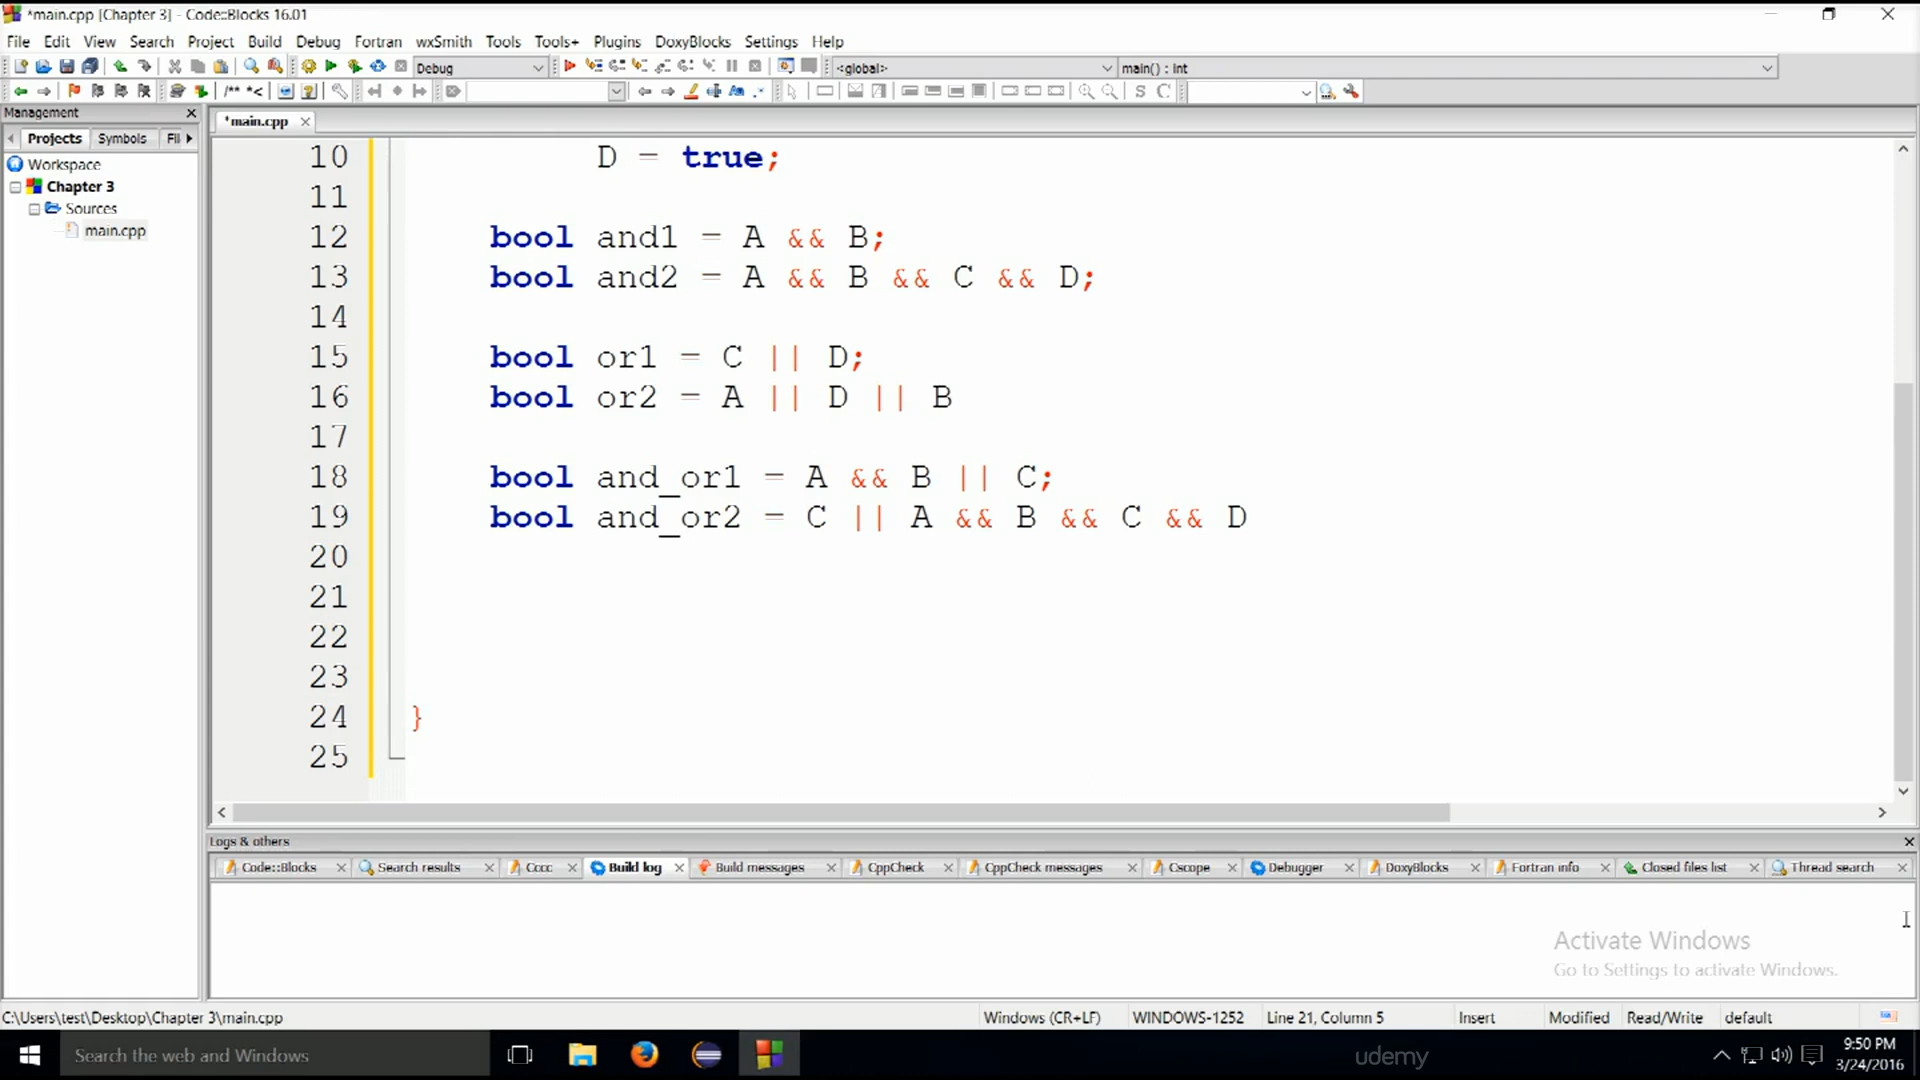 *main.cpp [Chapter 3] - Code::Blocks 16.01
File Edit View Search Project Build Debug Fortran wxSmith Tools Tools+ Plugins DoxyBlocks Settings Help
Debug <global> main() : int
/** *<
S C
Management
*main.cpp
Projects Symbols Fil
Workspace
Chapter 3
Sources
main.cpp
10 D = true;
11
12 bool and1 = A && B;
13 bool and2 = A && B && C && D;
14
15 bool or1 = C || D;
16 bool or2 = A || D || B
17
18 bool and_or1 = A && B || C;
19 bool and_or2 = C || A && B && C && D
20
21
22
23
24 }
25
Logs & others
Code::Blocks Search results Cccc Build log Build messages CppCheck CppCheck messages Cscope Debugger DoxyBlocks Fortran info Closed files list Thread search
Activate Windows
Go to Settings to activate Windows.
C:\Users\test\Desktop\Chapter 3\main.cpp Windows (CR+LF) WINDOWS-1252 Line 21, Column 5 Insert Modified Read/Write default
Search the web and Windows
udemy
9:50 PM
3/24/2016